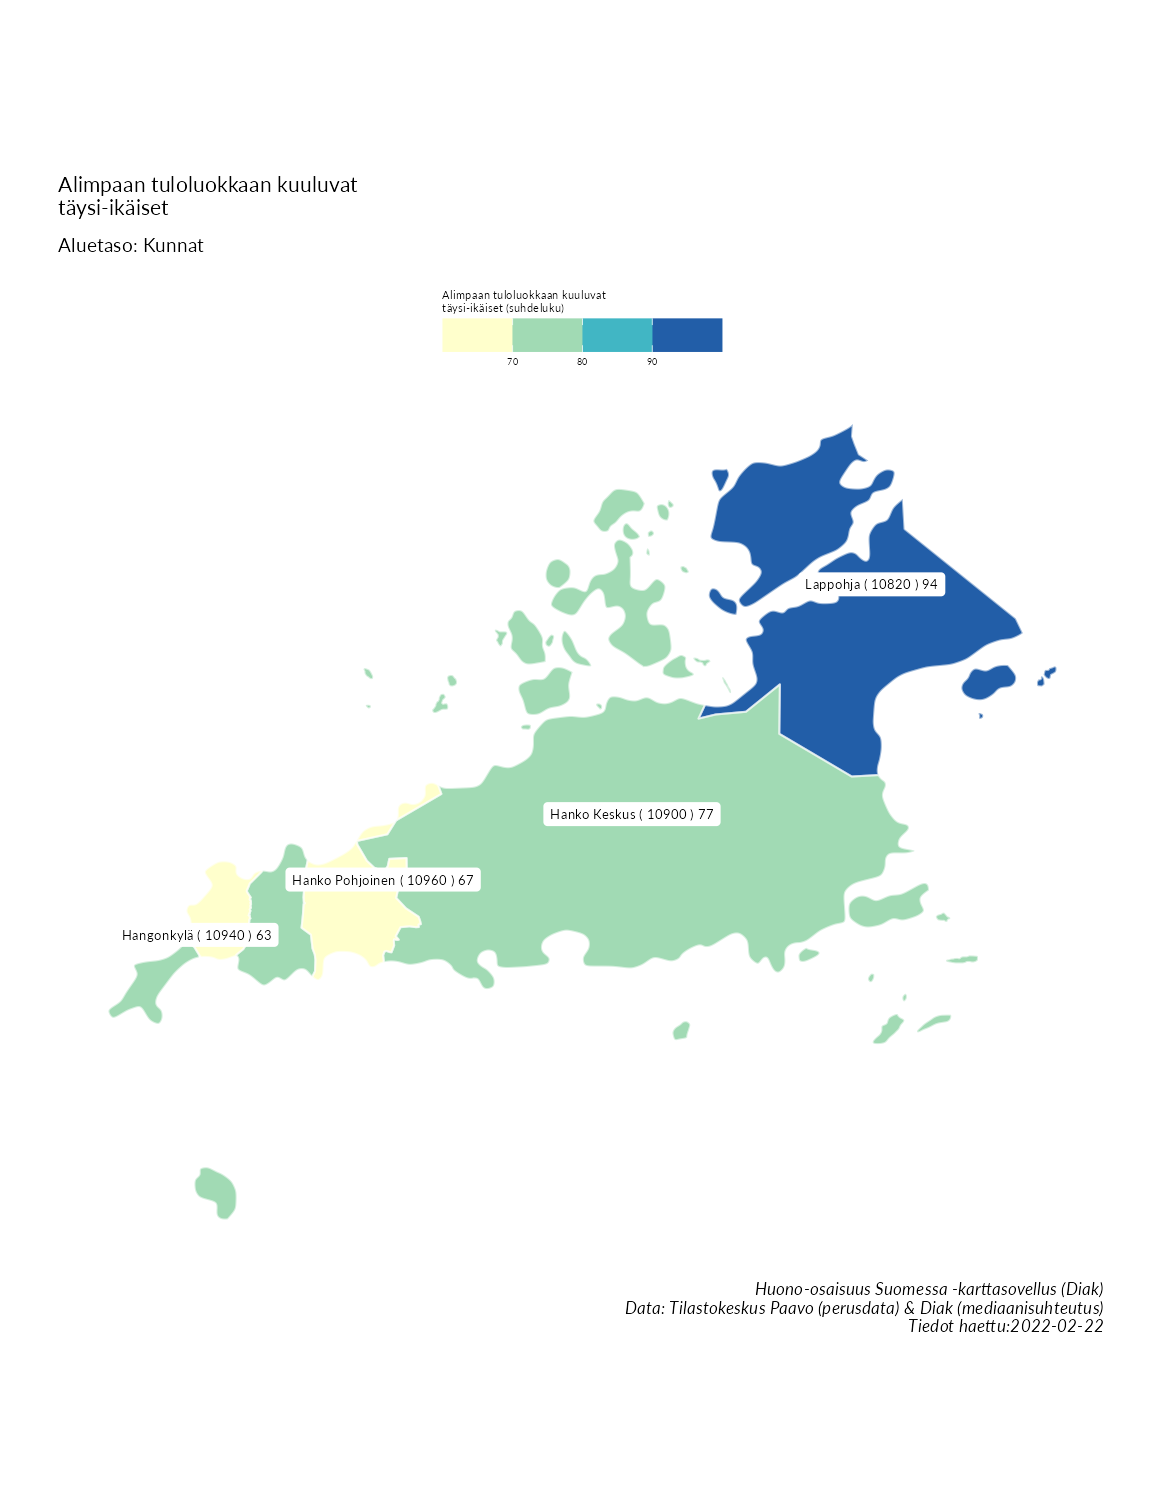 Alimpaan tuloluokkaan kuuluvat
täysi-ikäiset
Aluetaso: Kunnat
Alimpaan tuloluokkaan kuuluvat
täysi-ikäiset (suhdeluku)
70 80 90
Lappohja ( 10820 ) 94
Hanko Keskus ( 10900 ) 77
Hanko Pohjoinen ( 10960 ) 67
Hangonkylä ( 10940 ) 63
Huono-osaisuus Suomessa -karttasovellus (Diak)
Data: Tilastokeskus Paavo (perusdata) & Diak (mediaanisuhteutus)
Tiedot haettu:2022-02-22